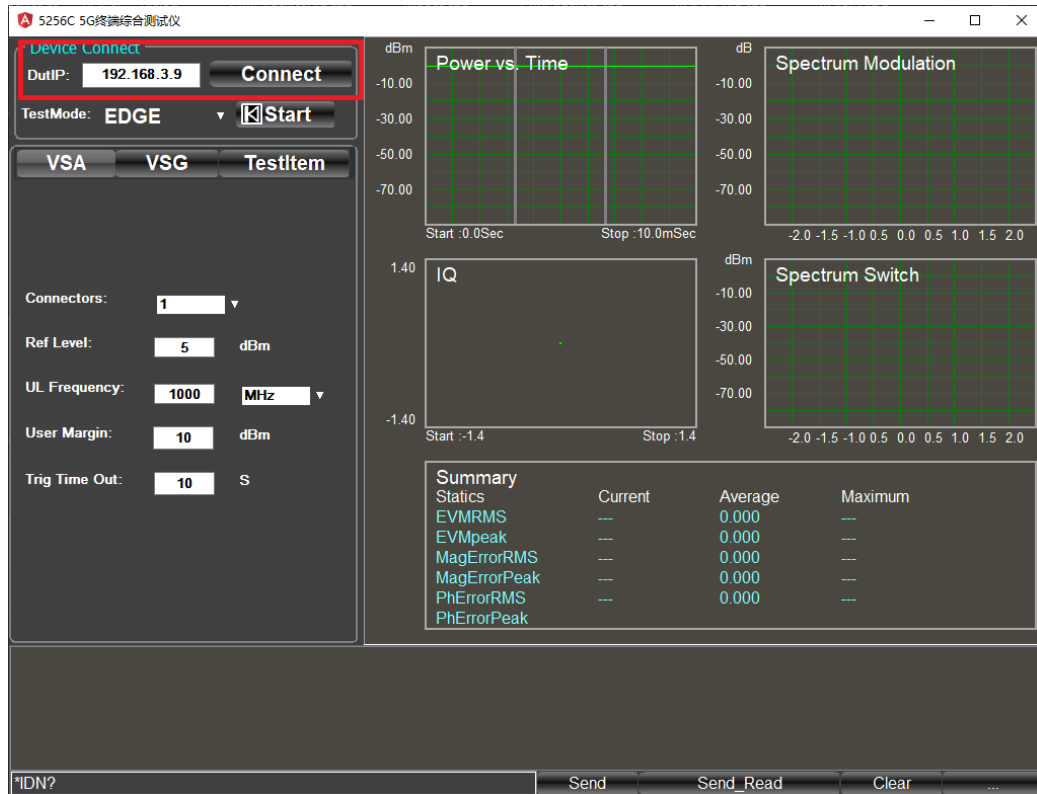 5256C 5G终端综合测试仪
Device Connect
DutIP: 192.168.3.9 Connect
TestMode: EDGE Start
VSA VSG TestItem
Connectors: 1
Ref Level: 5 dBm
UL Frequency: 1000 MHz
User Margin: 10 dBm
Trig Time Out: 10 S
dBm
Power vs. Time
-10.00
-30.00
-50.00
-70.00
Start :0.0Sec Stop :10.0mSec
dB
Spectrum Modulation
-10.00
-30.00
-50.00
-70.00
-2.0 -1.5 -1.0 0.5 0.0 0.5 1.0 1.5 2.0
1.40
IQ
-1.40
Start :-1.4 Stop :1.4
dBm
Spectrum Switch
-10.00
-30.00
-50.00
-70.00
-2.0 -1.5 -1.0 0.5 0.0 0.5 1.0 1.5 2.0
Summary
Statics Current Average Maximum
EVMRMS --- 0.000 ---
EVMpeak --- 0.000 ---
MagErrorRMS --- 0.000 ---
MagErrorPeak --- 0.000 ---
PhErrorRMS --- 0.000 ---
PhErrorPeak
*IDN? Send Send_Read Clear ...